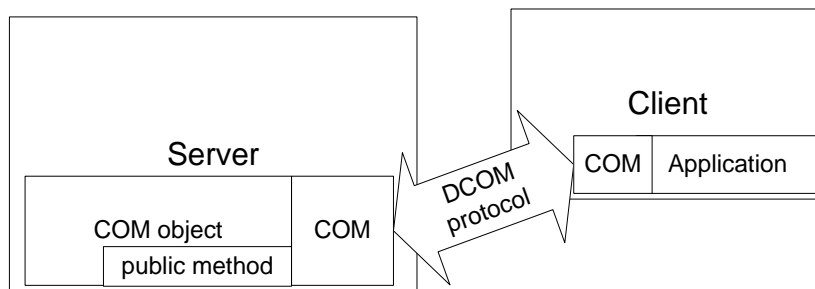 Server
COM object
public method
COM
DCOM
protocol
Client
COM
Application